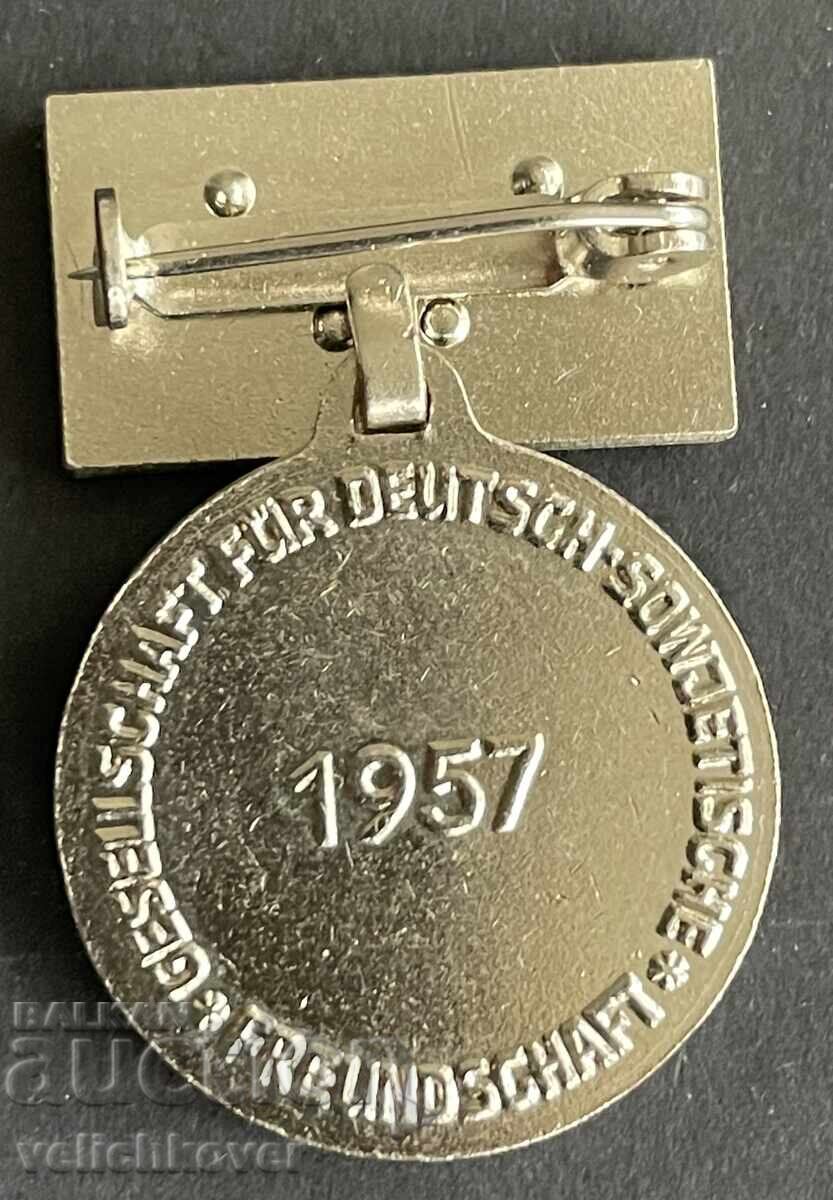 * GESELLSCHAFT FÜR DEUTSCH-SOWJETISCHE *
FREUNDSCHAFT
1957
BALKAN
auction
velichkover